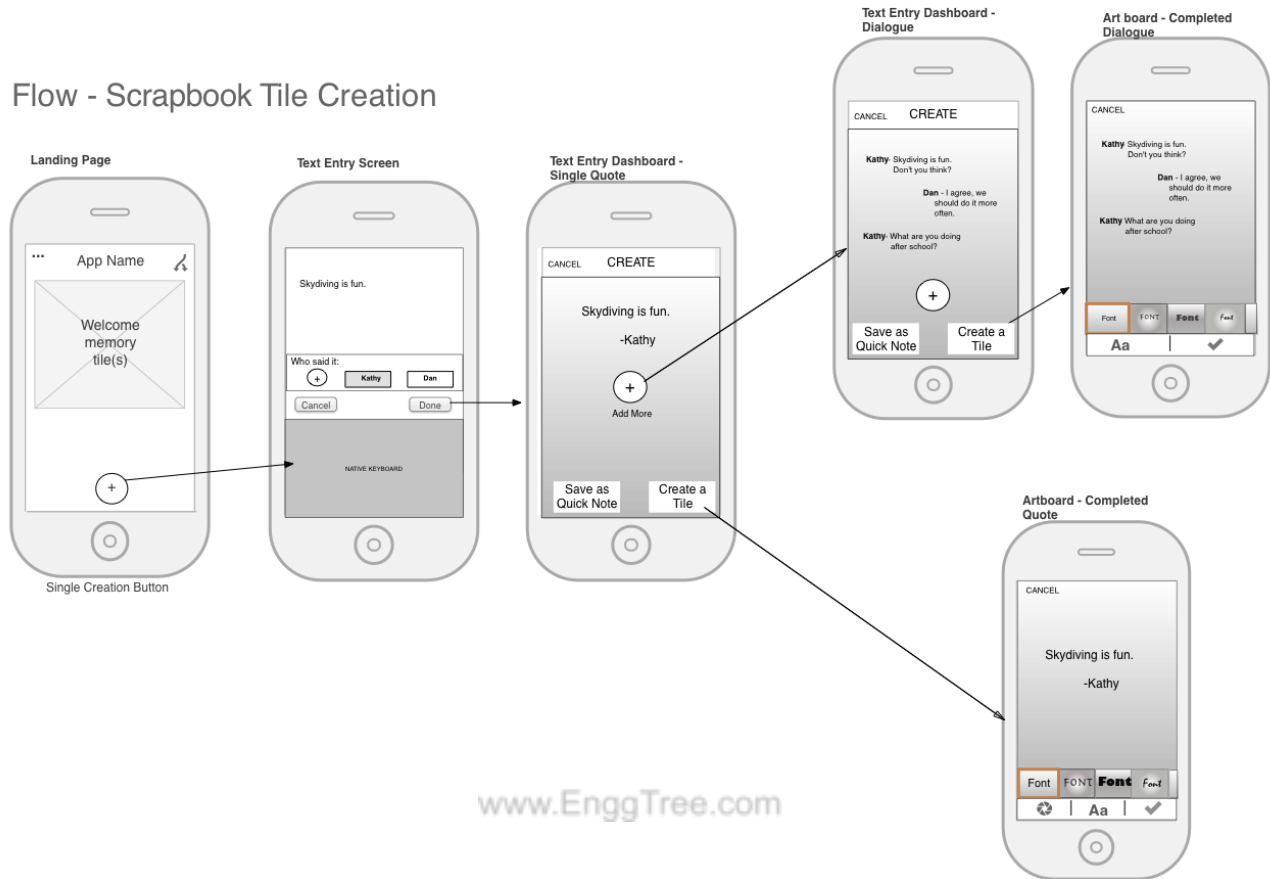 Flow - Scrapbook Tile Creation
Landing Page
...
App Name
Welcome
memory
tile(s)
+
Single Creation Button
Text Entry Screen
Skydiving is fun.
Who said it:
+ Kathy Dan
Cancel Done
NATIVE KEYBOARD
Text Entry Dashboard -
Single Quote
CANCEL CREATE
Skydiving is fun.
-Kathy
+
Add More
Save as
Quick Note
Create a
Tile
Text Entry Dashboard -
Dialogue
CANCEL CREATE
Kathy- Skydiving is fun.
Don't you think?
Dan - I agree, we
should do it more
often.
Kathy- What are you doing
after school?
+
Save as
Quick Note
Create a
Tile
Art board - Completed
Dialogue
CANCEL
Kathy- Skydiving is fun.
Don't you think?
Dan - I agree, we
should do it more
often.
Kathy What are you doing
after school?
Font FONT Font Font
Aa |
Artboard - Completed
Quote
CANCEL
Skydiving is fun.
-Kathy
Font FONT Font Font
| Aa |
www.EnggTree.com